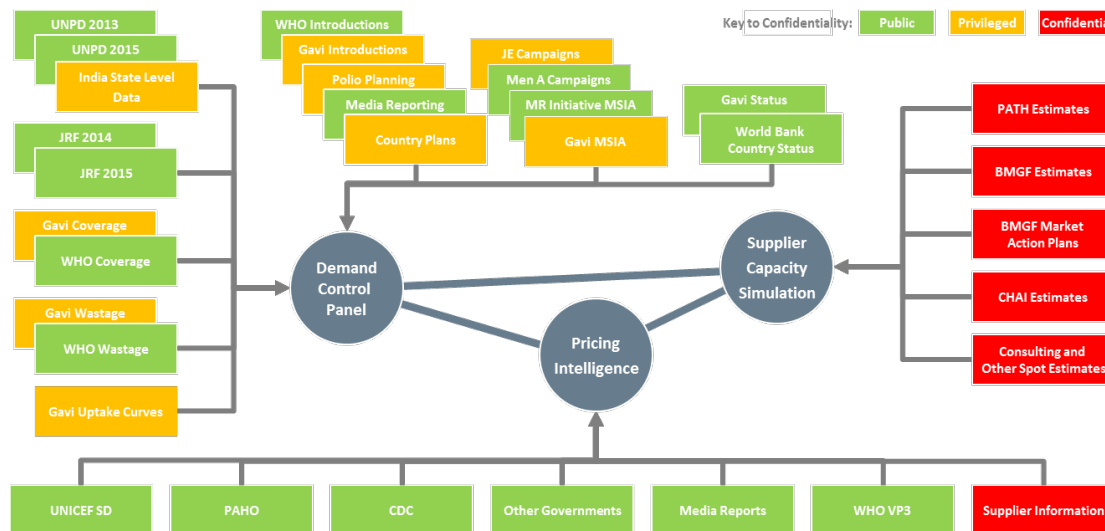 Key to Confidentiality:
Public
Privileged
Confidential
UNPD 2013
UNPD 2015
India State Level
Data
JRF 2014
JRF 2015
Gavi Coverage
WHO Coverage
Gavi Wastage
WHO Wastage
Gavi Uptake Curves
WHO Introductions
Gavi Introductions
Polio Planning
Media Reporting
Country Plans
JE Campaigns
Men A Campaigns
MR Initiative MSIA
Gavi MSIA
Gavi Status
World Bank
Country Status
PATH Estimates
BMGF Estimates
BMGF Market
Action Plans
CHAI Estimates
Consulting and
Other Spot Estimates
Demand
Control
Panel
Supplier
Capacity
Simulation
Pricing
Intelligence
UNICEF SD
PAHO
CDC
Other Governments
Media Reports
WHO VP3
Supplier Information